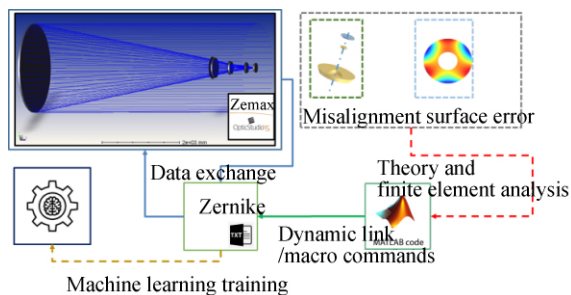 Zemax
OpticStudio
2e+03 mm
Misalignment surface error
Theory and
finite element analysis
Data exchange
Zernike
TXT
MATLAB code
Dynamic link
/macro commands
Machine learning training